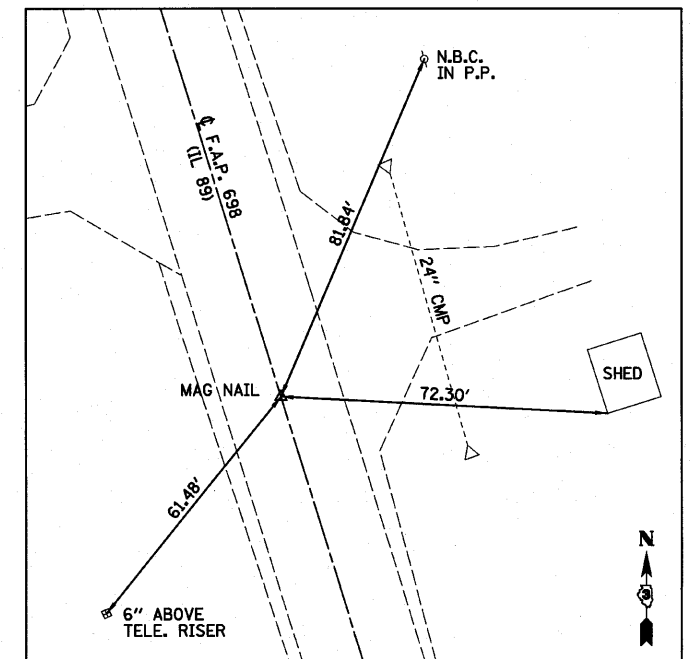 N.B.C.
IN P.P.
℄ F.A.P. 698
(IL 89)
81.84'
24" CMP
SHED
MAG NAIL
72.30'
61.48'
N
3
6" ABOVE
TELE. RISER